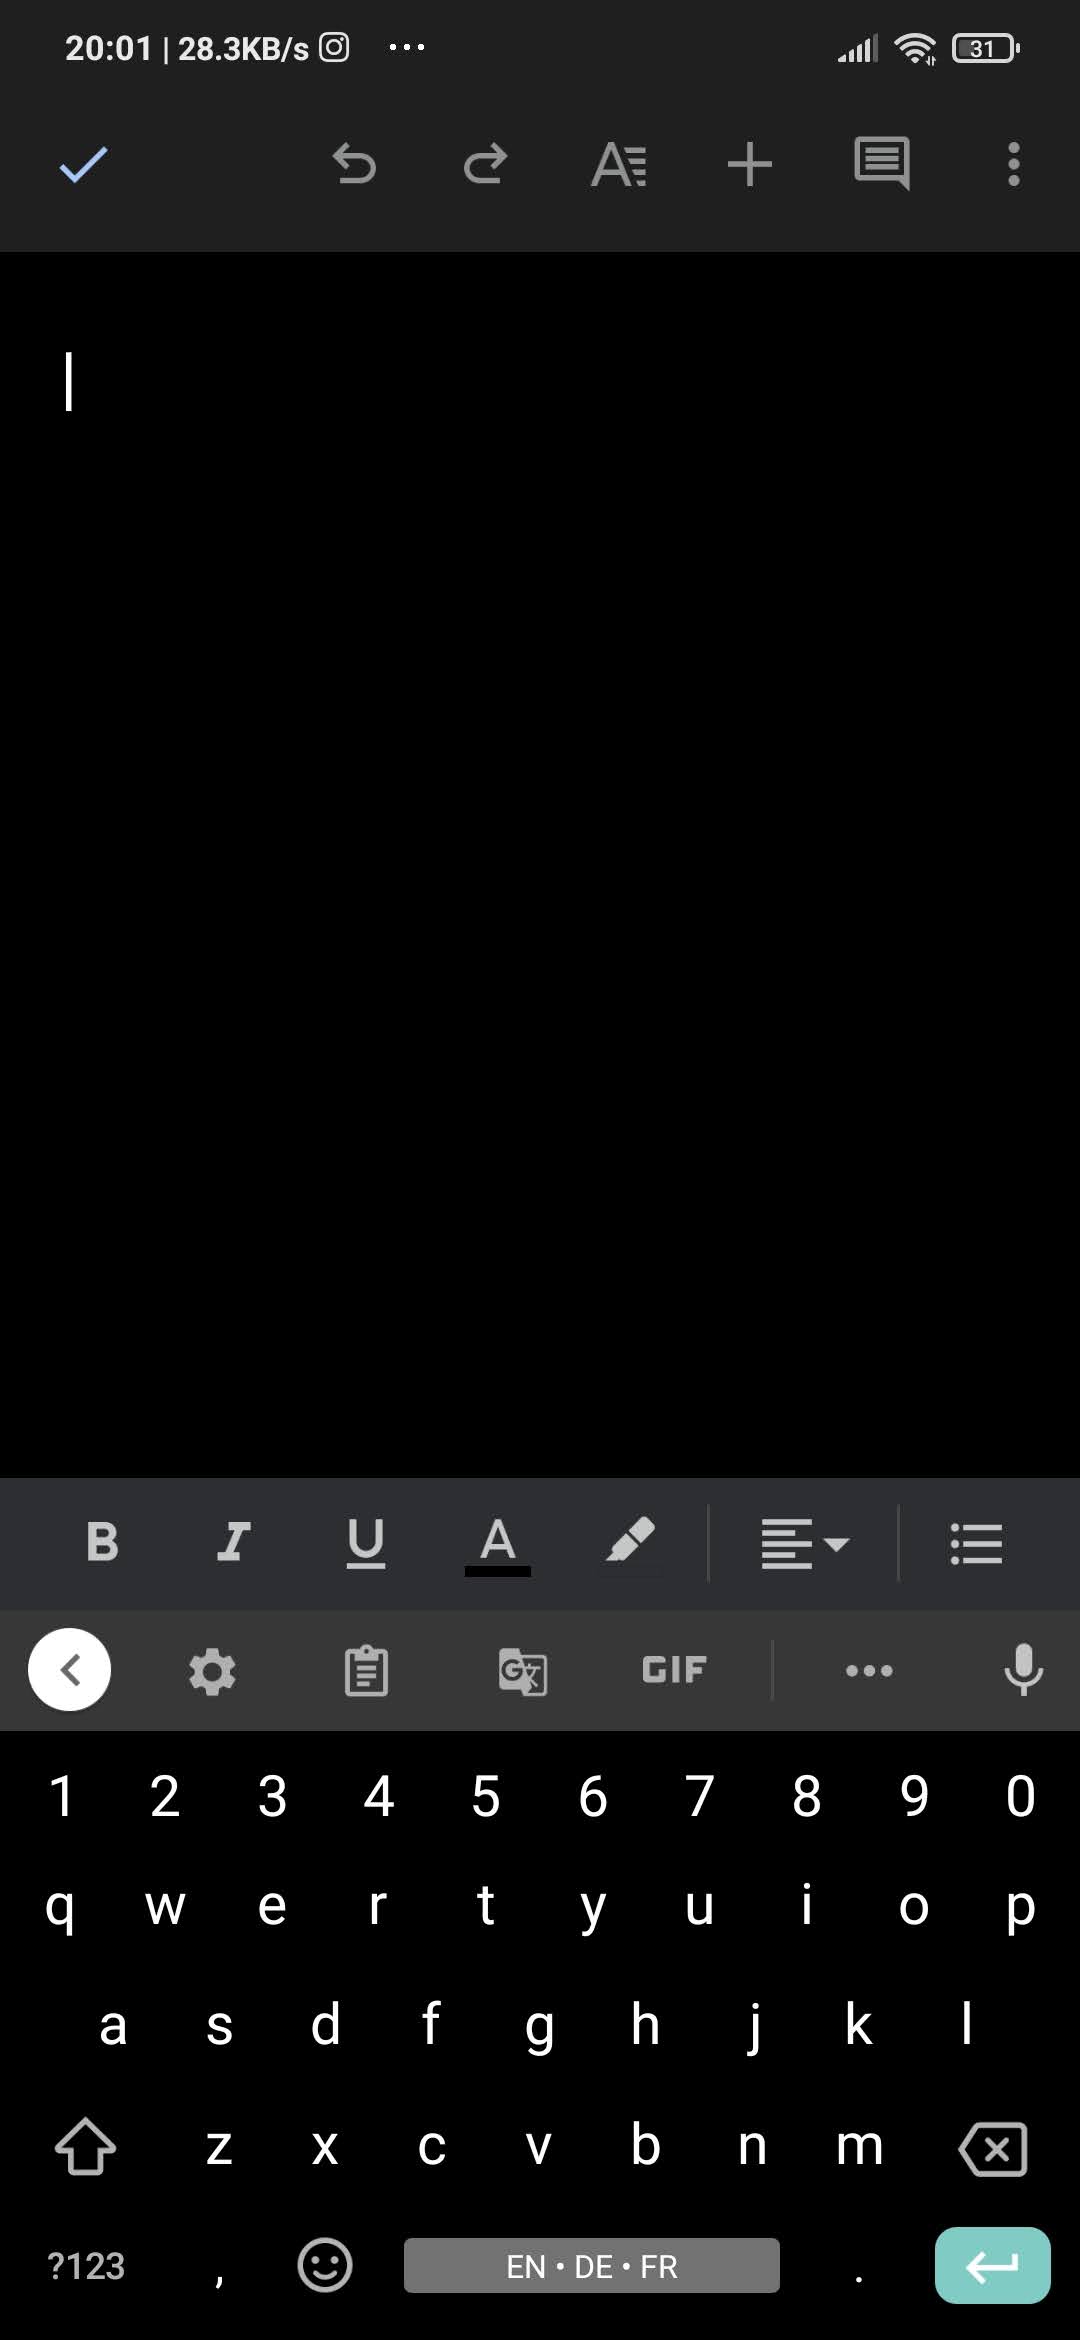 20:01 | 28.3KB/s
31
B I U A
GIF
1 2 3 4 5 6 7 8 9 0
q w e r t y u i o p
a s d f g h j k l
z x c v b n m
?123 , EN • DE • FR .